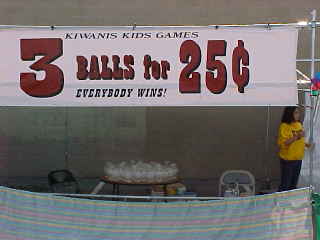 KIWANIS KIDS GAMES
3 BALLS for 25¢
EVERYBODY WINS!